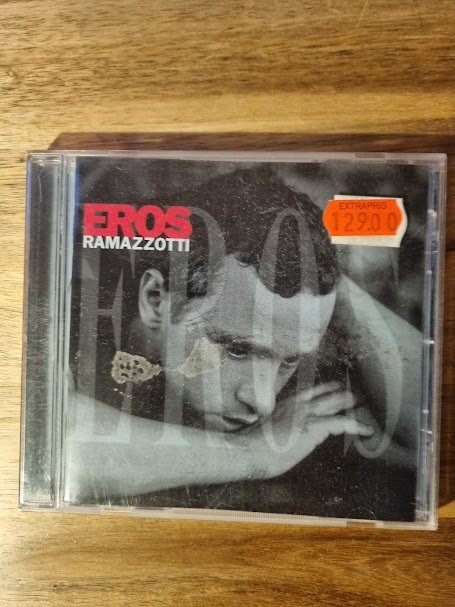 EROS
RAMAZZOTTI
EXTRAPRIS
129.00
EROS